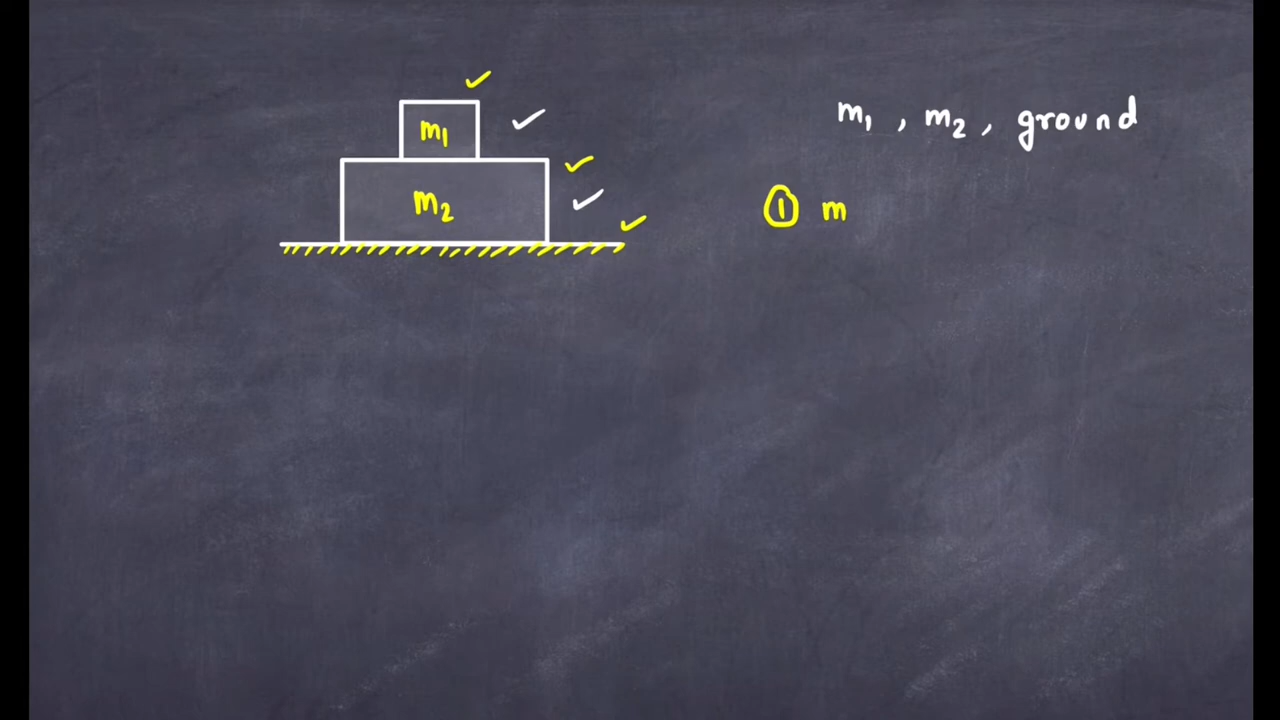 m₁
m₂
m₁ , m₂ , ground
① m